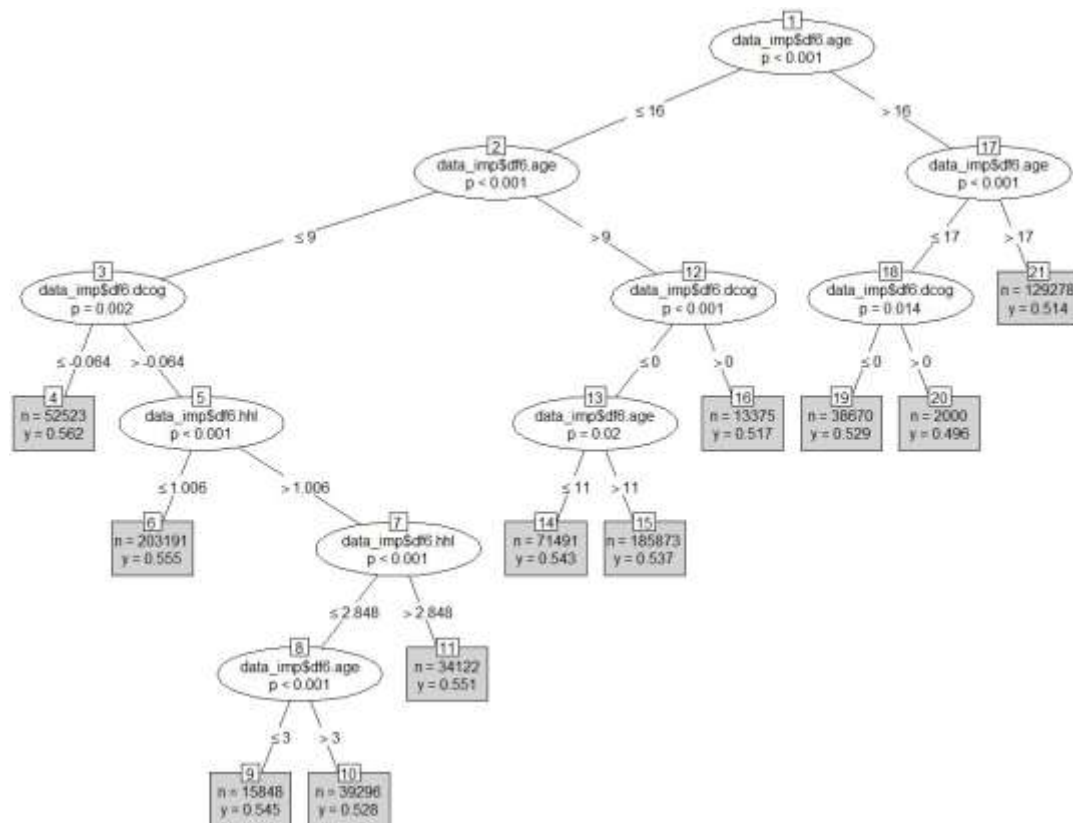 1
data_imp$df6.age
p < 0.001
≤ 16
> 16
2
data_imp$df6.age
p < 0.001
17
data_imp$df6.age
p < 0.001
≤ 9
> 9
≤ 17
> 17
3
data_imp$df6.dcog
p = 0.002
12
data_imp$df6.dcog
p < 0.001
18
data_imp$df6.dcog
p = 0.014
21
n = 129278
y = 0.514
≤ -0.064
> -0.064
≤ 0
> 0
≤ 0
> 0
4
n = 52523
y = 0.562
5
data_imp$df6.hhl
p < 0.001
13
data_imp$df6.age
p = 0.02
16
n = 13375
y = 0.517
19
n = 38670
y = 0.529
20
n = 2000
y = 0.496
≤ 1.006
> 1.006
≤ 11
> 11
6
n = 203191
y = 0.555
7
data_imp$df6.hhl
p < 0.001
14
n = 71491
y = 0.543
15
n = 185873
y = 0.537
≤ 2.848
> 2.848
8
data_imp$df6.age
p < 0.001
11
n = 34122
y = 0.551
≤ 3
> 3
9
n = 15848
y = 0.545
10
n = 39296
y = 0.528